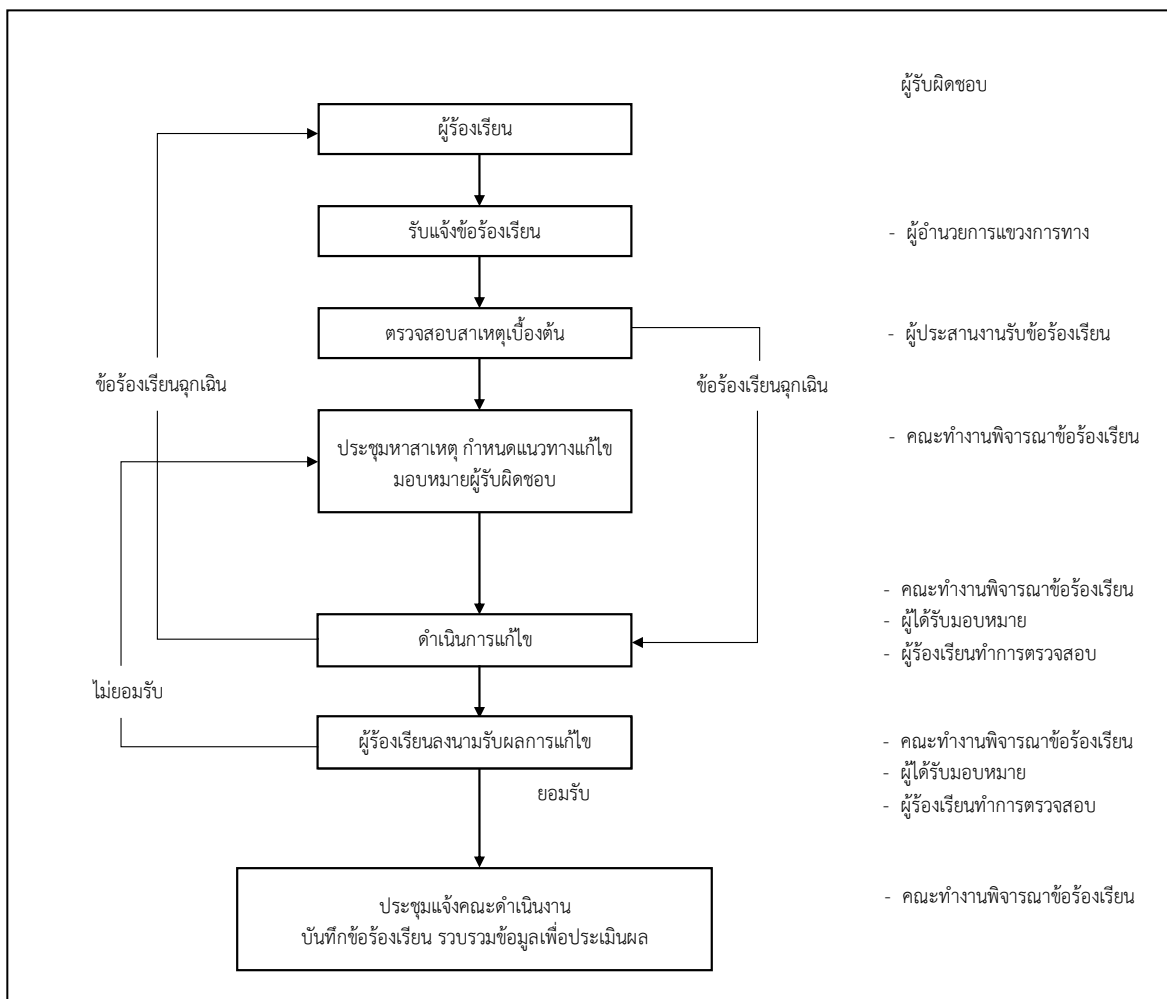 ผู้รับผิดชอบ
ผู้ร้องเรียน
รับแจ้งข้อร้องเรียน
- ผู้อำนวยการแขวงการทาง
ตรวจสอบสาเหตุเบื้องต้น
- ผู้ประสานงานรับข้อร้องเรียน
ข้อร้องเรียนฉุกเฉิน
ข้อร้องเรียนฉุกเฉิน
ประชุมหาสาเหตุ กำหนดแนวทางแก้ไข
มอบหมายผู้รับผิดชอบ
- คณะทำงานพิจารณาข้อร้องเรียน
ดำเนินการแก้ไข
- คณะทำงานพิจารณาข้อร้องเรียน
- ผู้ได้รับมอบหมาย
- ผู้ร้องเรียนทำการตรวจสอบ
ไม่ยอมรับ
ผู้ร้องเรียนลงนามรับผลการแก้ไข
- คณะทำงานพิจารณาข้อร้องเรียน
- ผู้ได้รับมอบหมาย
- ผู้ร้องเรียนทำการตรวจสอบ
ยอมรับ
ประชุมแจ้งคณะดำเนินงาน
บันทึกข้อร้องเรียน รวบรวมข้อมูลเพื่อประเมินผล
- คณะทำงานพิจารณาข้อร้องเรียน